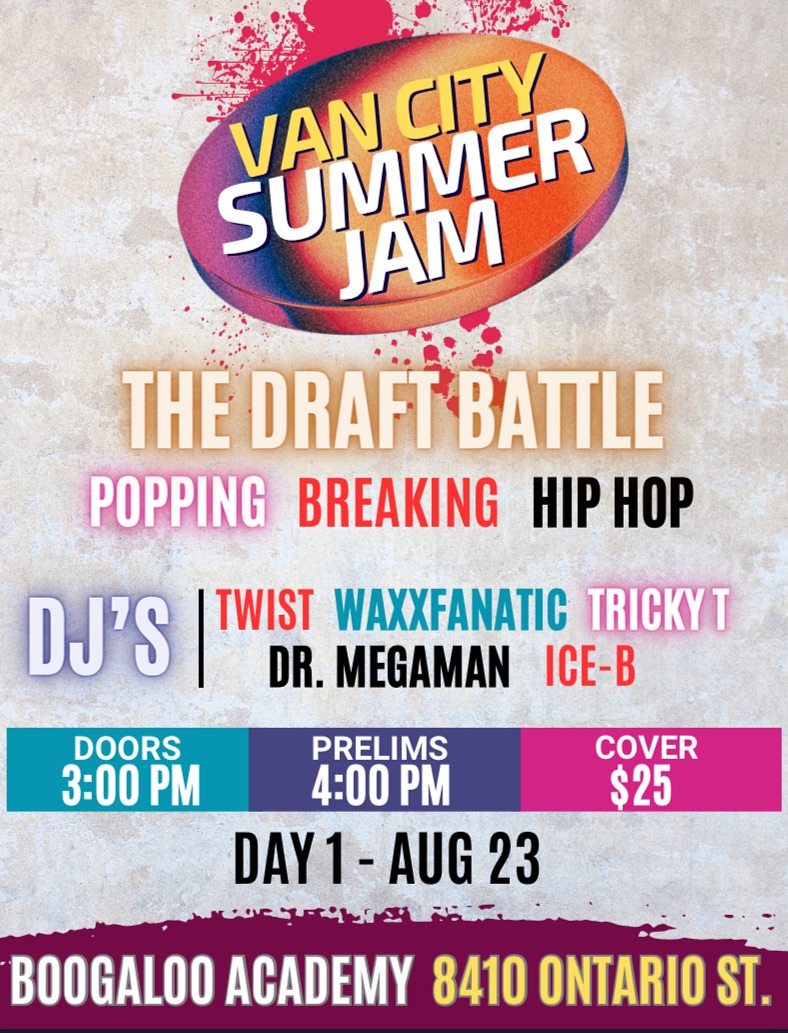 VAN CITY
SUMMER
JAM
THE DRAFT BATTLE
POPPING BREAKING HIP HOP
DJ'S
TWIST WAXXFANATIC TRICKY T
DR. MEGAMAN ICE-B
DOORS PRELIMS COVER
3:00 PM 4:00 PM $25
DAY 1 - AUG 23
BOOGALOO ACADEMY 8410 ONTARIO ST.